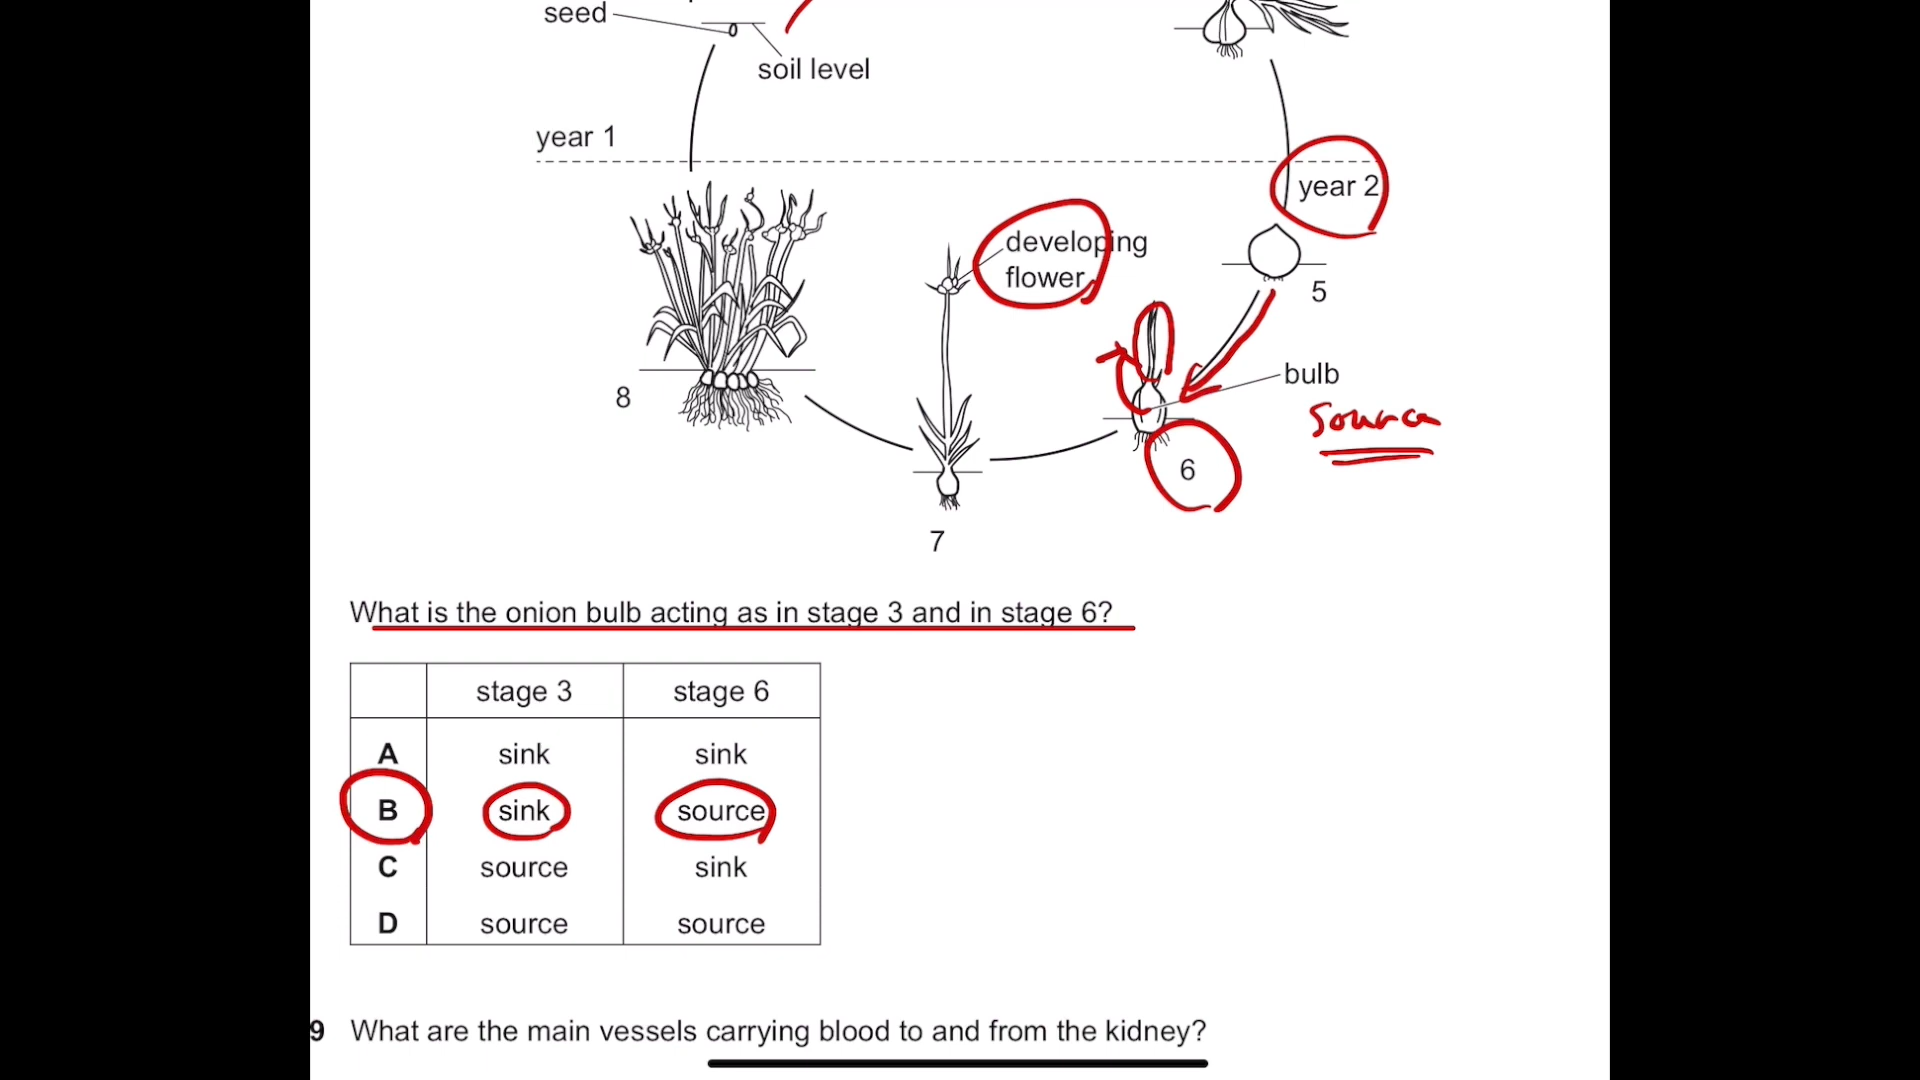 seed
soil level
year 1
year 2
developing
flower
5
bulb
Source
8
6
7
What is the onion bulb acting as in stage 3 and in stage 6?
stage 3 stage 6
A sink sink
B sink source
C source sink
D source source
9 What are the main vessels carrying blood to and from the kidney?